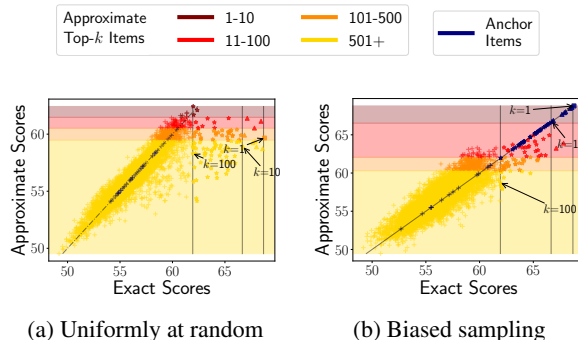 Approximate
Top-k Items
1-10
11-100
101-500
501+
Anchor
Items
Approximate Scores
60
55
50
k=1
k=100
k=10
50
55
60
65
Exact Scores
(a) Uniformly at random
Approximate Scores
65
60
55
50
k=1
k=1
k=100
50
55
60
65
Exact Scores
(b) Biased sampling